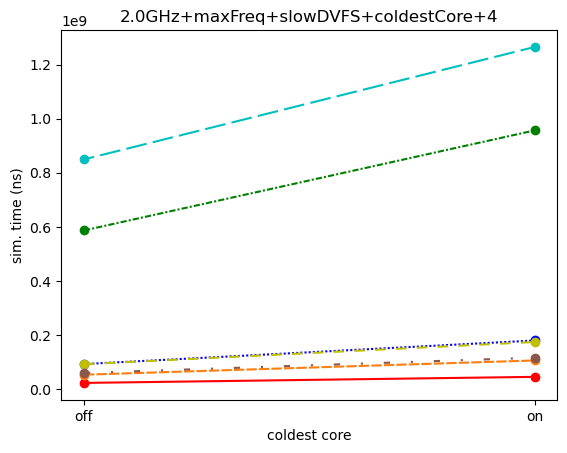 2.0GHz+maxFreq+slowDVFS+coldestCore+4
1e9
1.2
1.0
0.8
0.6
0.4
0.2
0.0
sim. time (ns)
off
on
coldest core